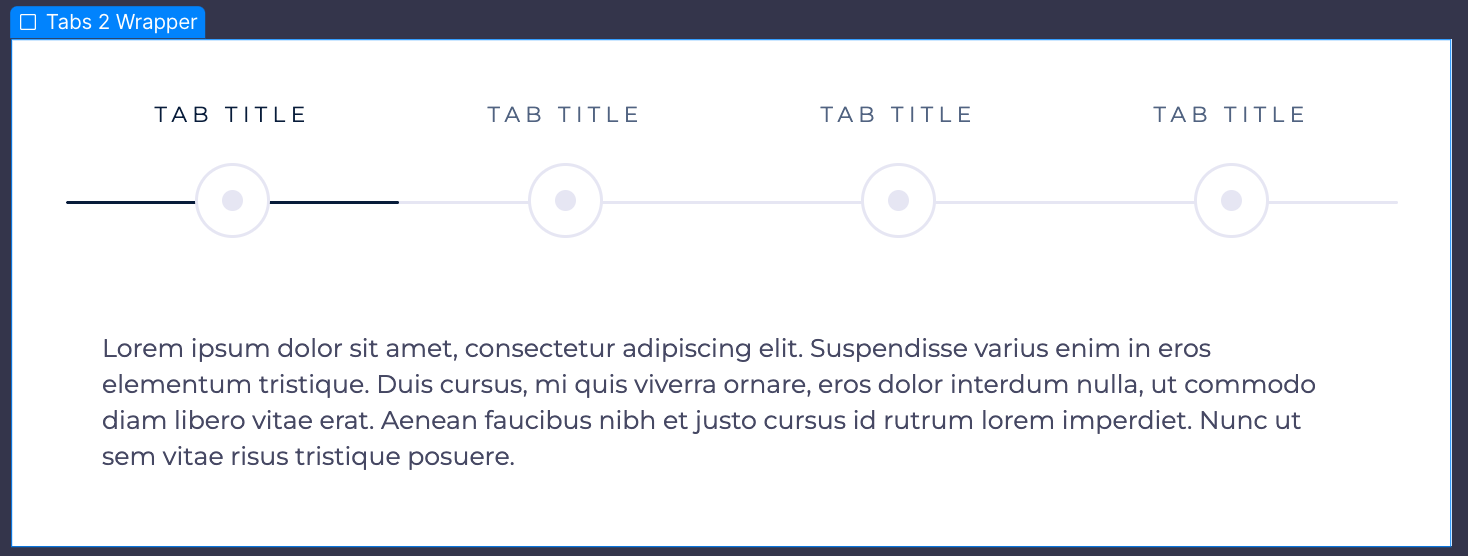 Tabs 2 Wrapper
TAB TITLE TAB TITLE TAB TITLE TAB TITLE
Lorem ipsum dolor sit amet, consectetur adipiscing elit. Suspendisse varius enim in eros
elementum tristique. Duis cursus, mi quis viverra ornare, eros dolor interdum nulla, ut commodo
diam libero vitae erat. Aenean faucibus nibh et justo cursus id rutrum lorem imperdiet. Nunc ut
sem vitae risus tristique posuere.